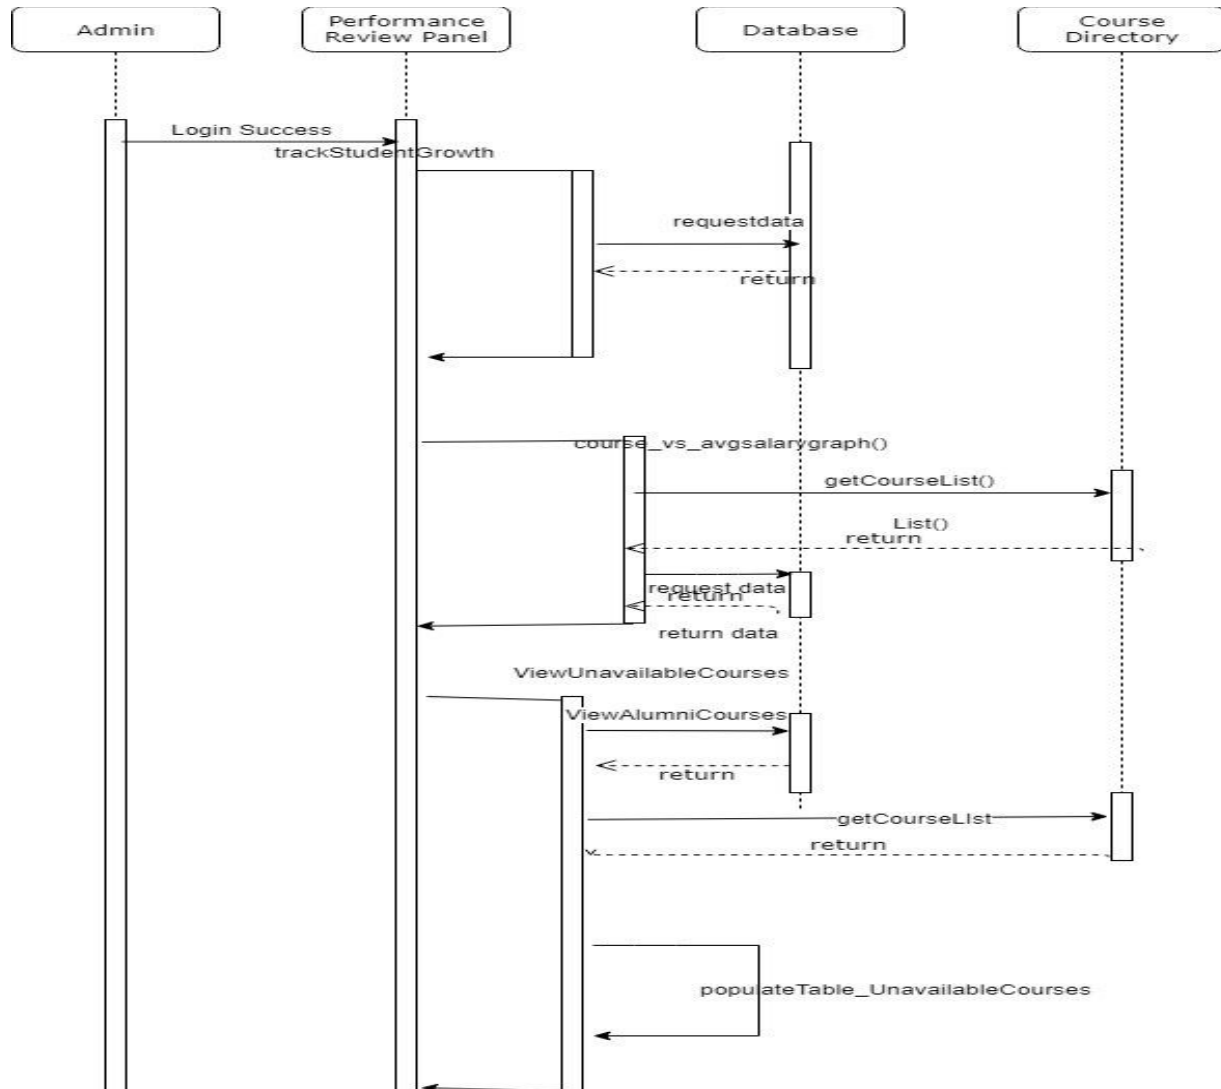 Admin
Performance
Review Panel
Database
Course
Directory
Login Success
trackStudentGrowth
requestdata
return
course_vs_avgsalarygraph()
getCourseList()
List()
return
request data
return
return data
ViewUnavailableCourses
ViewAlumniCourses
return
getCourseLIst
return
populateTable_UnavailableCourses